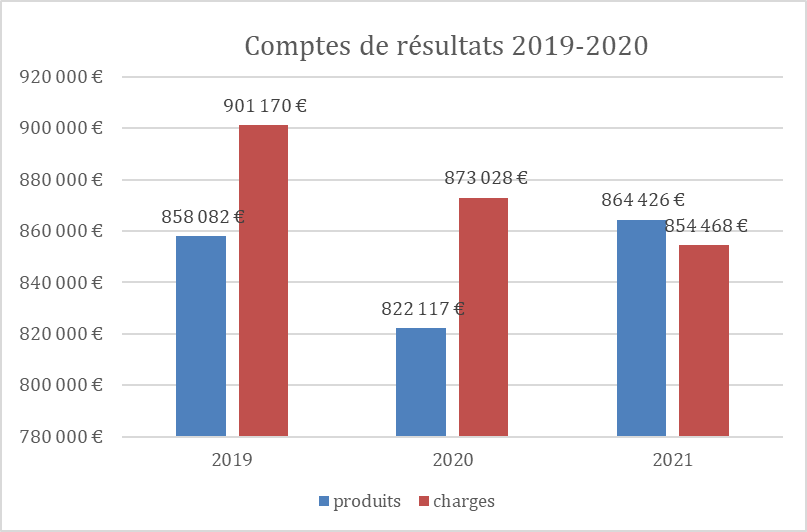 Comptes de résultats 2019-2020
920 000 €
900 000 €
880 000 €
860 000 €
840 000 €
820 000 €
800 000 €
780 000 €
858 082 €
901 170 €
822 117 €
873 028 €
864 426 €
854 468 €
2019
2020
2021
produits
charges